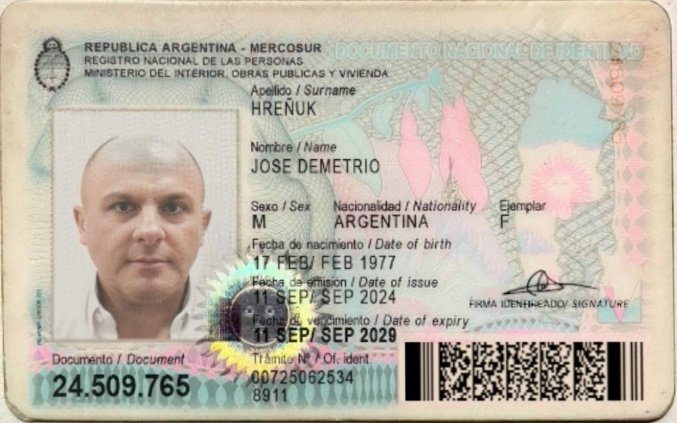 REPUBLICA ARGENTINA - MERCOSUR
REGISTRO NACIONAL DE LAS PERSONAS
MINISTERIO DEL INTERIOR, OBRAS PUBLICAS Y VIVIENDA
DOCUMENTO NACIONAL DE IDENTIDAD
Apellido / Surname
HREÑUK
Nombre / Name
JOSE DEMETRIO
Sexo / Sex Nacionalidad / Nationality Ejemplar
M ARGENTINA F
Fecha de nacimiento / Date of birth
17 FEB/ FEB 1977
Fecha de emisión / Date of issue
11 SEP/ SEP 2024
FIRMA IDENTIFICADO/ SIGNATURE
Fecha de vencimiento / Date of expiry
11 SEP/ SEP 2029
Documento / Document
24.509.765
Trámite N° / Of. ident.
00725062534
8911